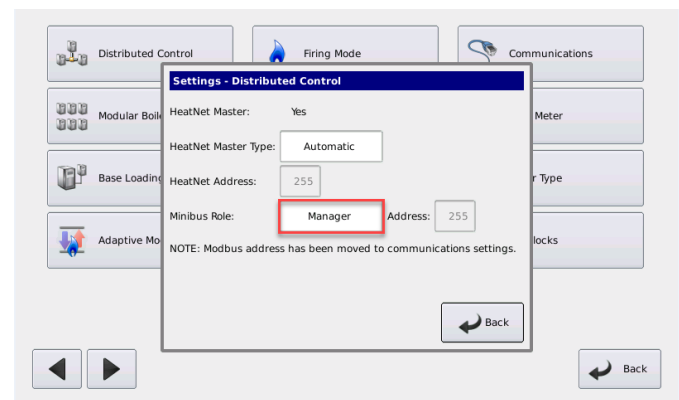 Distributed Control
Firing Mode
Communications
Settings - Distributed Control
Modular Boil
HeatNet Master: Yes
Meter
HeatNet Master Type: Automatic
Base Loading
HeatNet Address: 255
r Type
Minibus Role: Manager Address: 255
Adaptive Mo
NOTE: Modbus address has been moved to communications settings.
locks
Back
Back